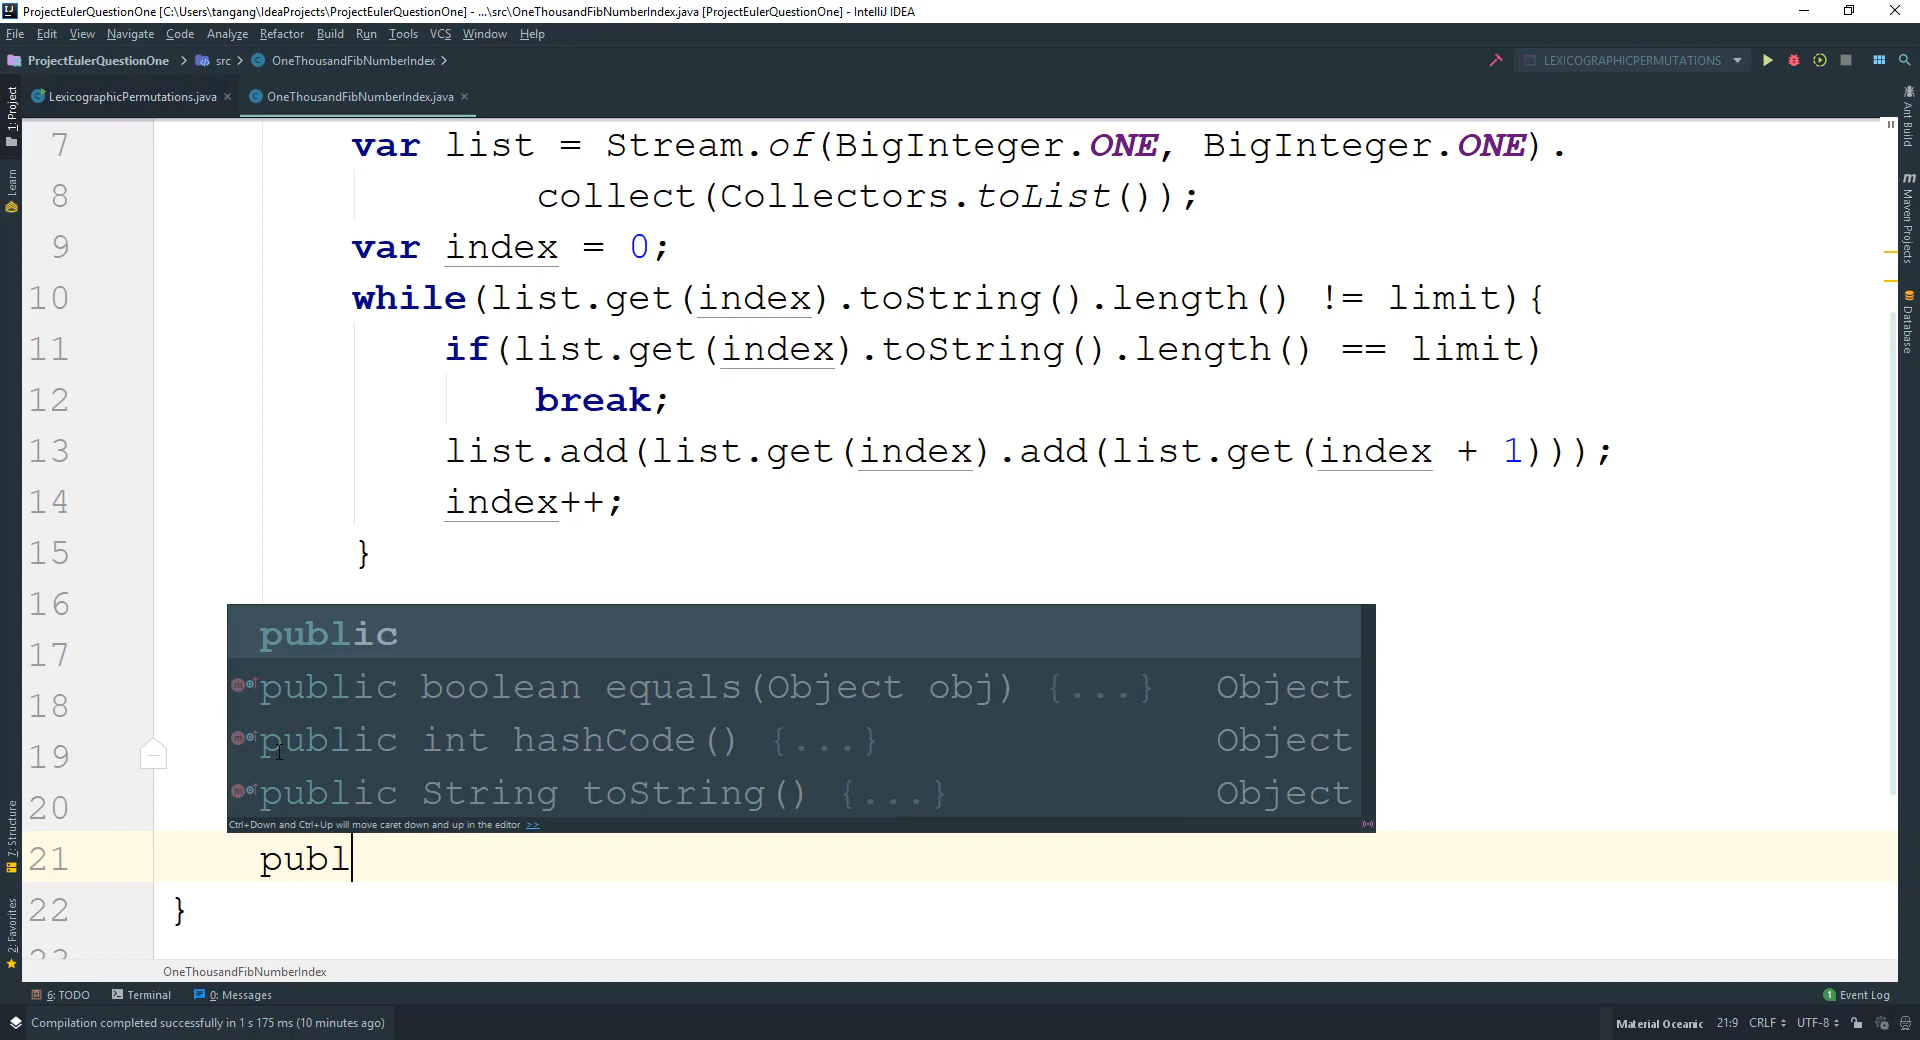 ProjectEulerQuestionOne [C:\Users\tangang\IdeaProjects\ProjectEulerQuestionOne] - ...\src\OneThousandFibNumberIndex.java [ProjectEulerQuestionOne] - IntelliJ IDEA
File Edit View Navigate Code Analyze Refactor Build Run Tools VCS Window Help
ProjectEulerQuestionOne src OneThousandFibNumberIndex LEXICOGRAPHICPERMUTATIONS
LexicographicPermutations.java OneThousandFibNumberIndex.java
1: Project
Learn
7: Structure
2: Favorites
7 var list = Stream.of(BigInteger.ONE, BigInteger.ONE).
8 collect(Collectors.toList());
9 var index = 0;
10 while(list.get(index).toString().length() != limit){
11 if(list.get(index).toString().length() == limit)
12 break;
13 list.add(list.get(index).add(list.get(index + 1)));
14 index++;
15 }
16
17 public
18 public boolean equals(Object obj) {...} Object
19 public int hashCode() {...} Object
20 public String toString() {...} Object
Ctrl+Down and Ctrl+Up will move caret down and up in the editor >>
21 publ
22 }
Ant Build
Maven Projects
Database
OneThousandFibNumberIndex
6: TODO Terminal 0: Messages 1 Event Log
Compilation completed successfully in 1 s 175 ms (10 minutes ago) Material Oceanic 21:9 CRLF UTF-8